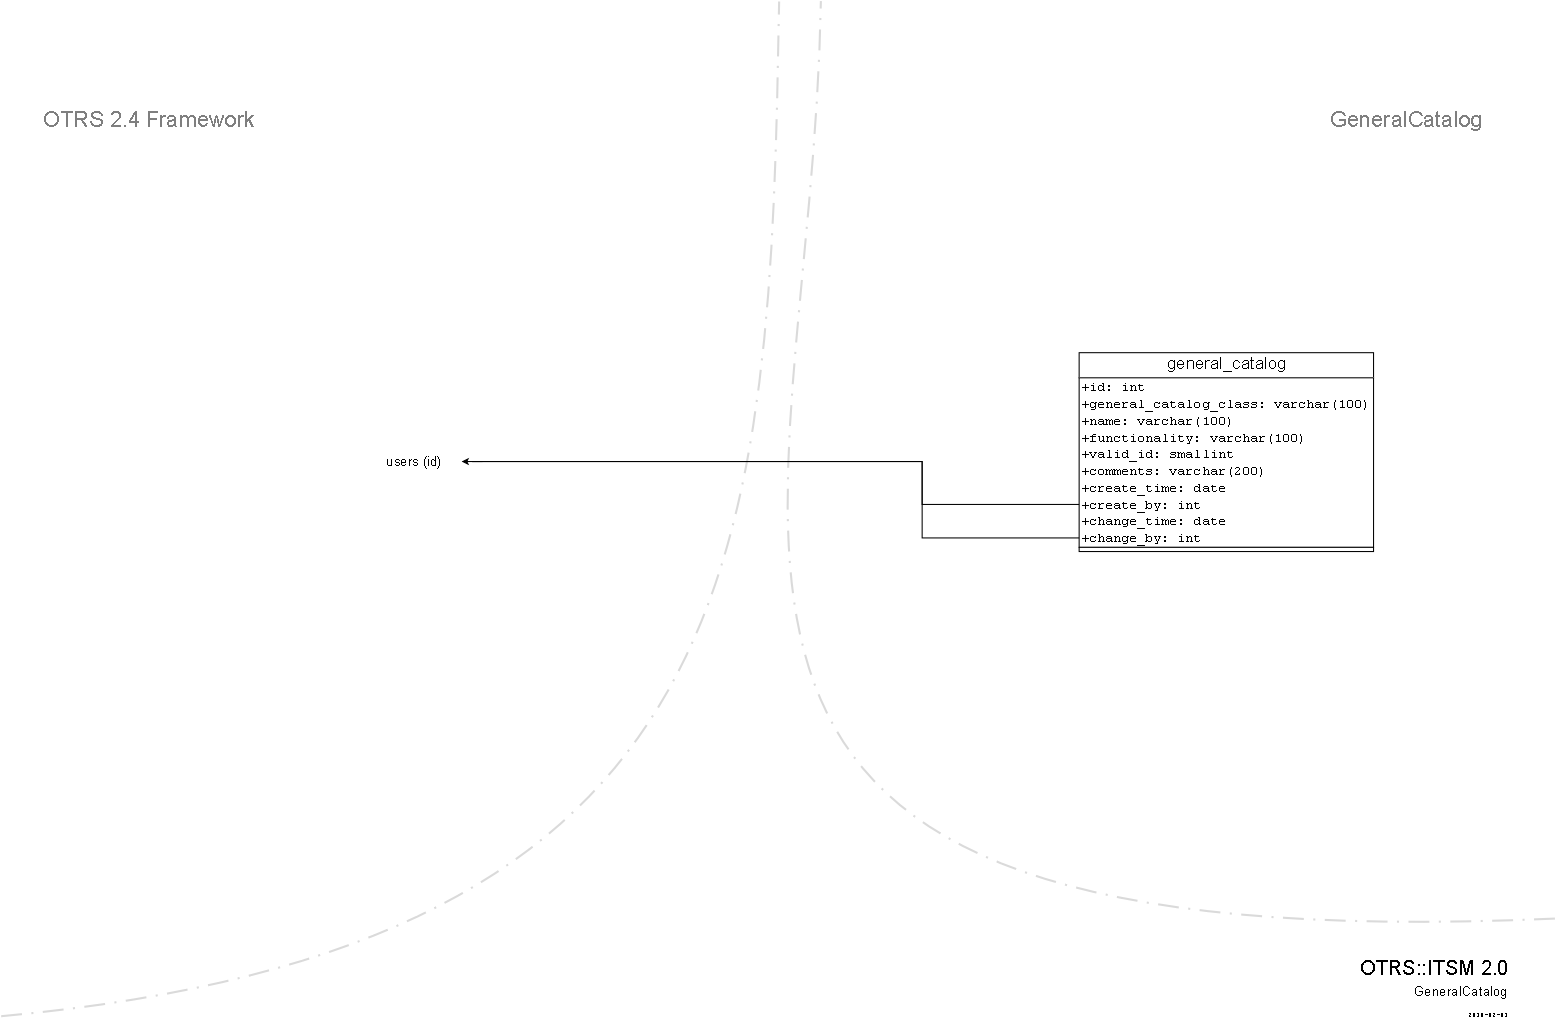 OTRS 2.4 Framework
GeneralCatalog
general_catalog
+id: int
+general_catalog_class: varchar(100)
+name: varchar(100)
+functionality: varchar(100)
+valid_id: smallint
+comments: varchar(200)
+create_time: date
+create_by: int
+change_time: date
+change_by: int
users (id)
OTRS::ITSM 2.0
GeneralCatalog